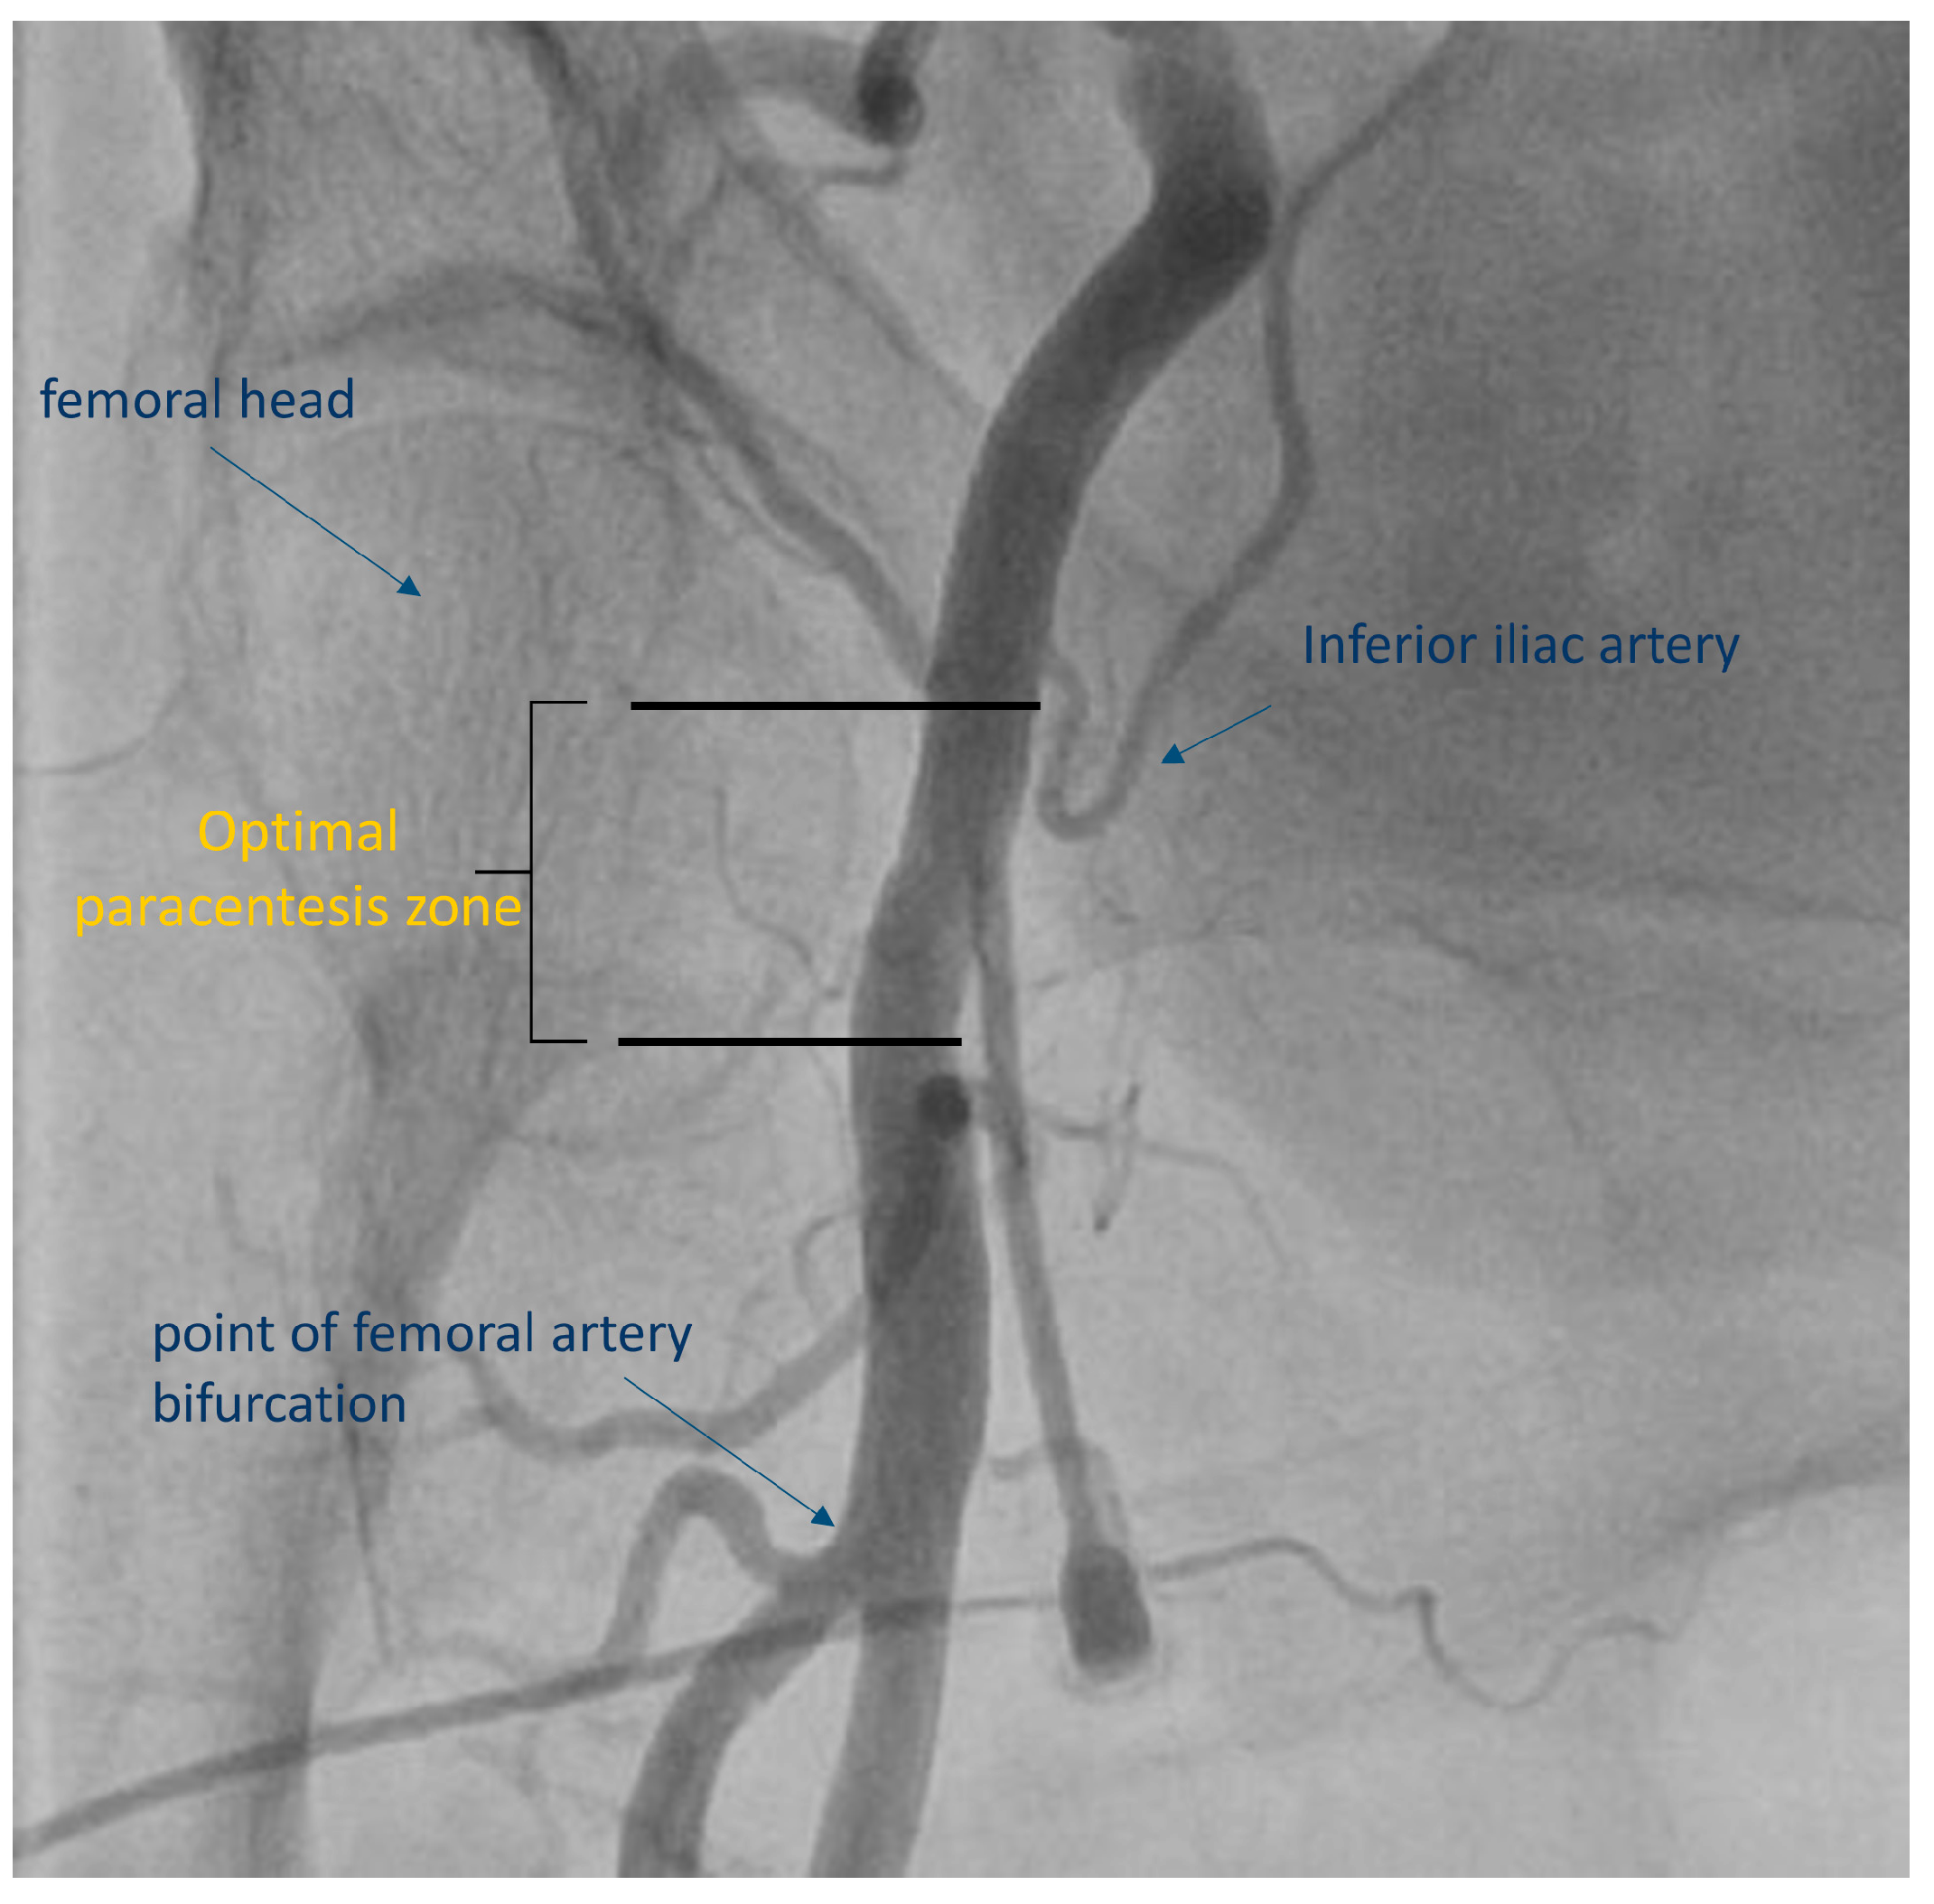 femoral head
Inferior iliac artery
Optimal
paracentesis zone
point of femoral artery
bifurcation